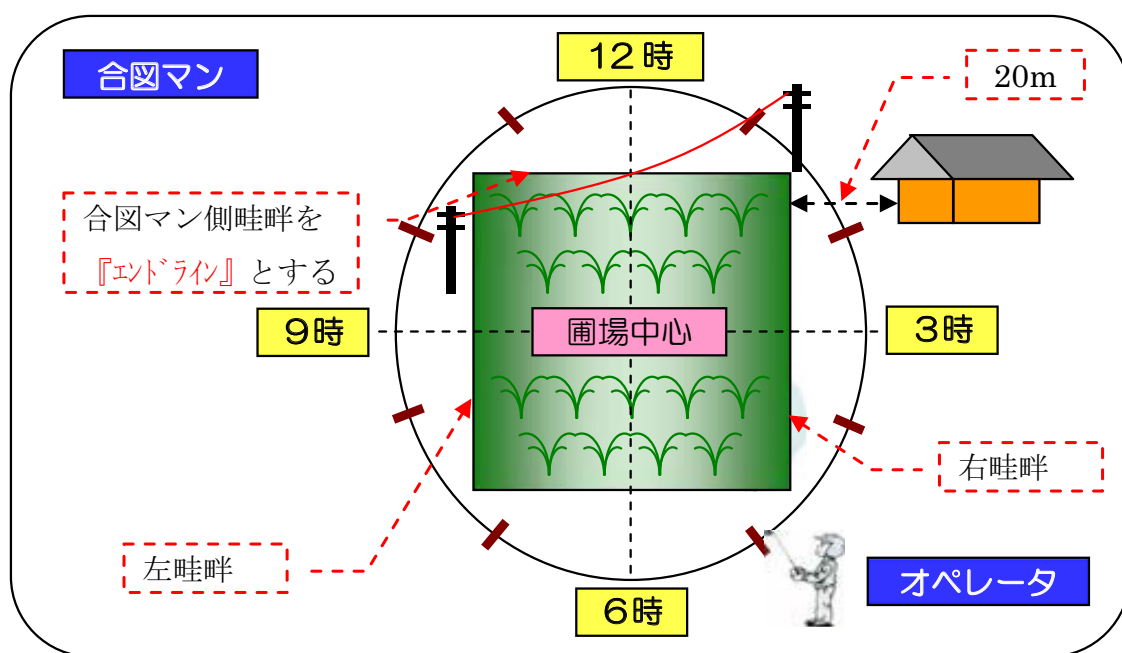 合図マン
12時
20m
合図マン側畦畔を
『ｴﾝﾄﾞﾗｲﾝ』とする
9時
圃場中心
3時
右畦畔
左畦畔
オペレータ
6時